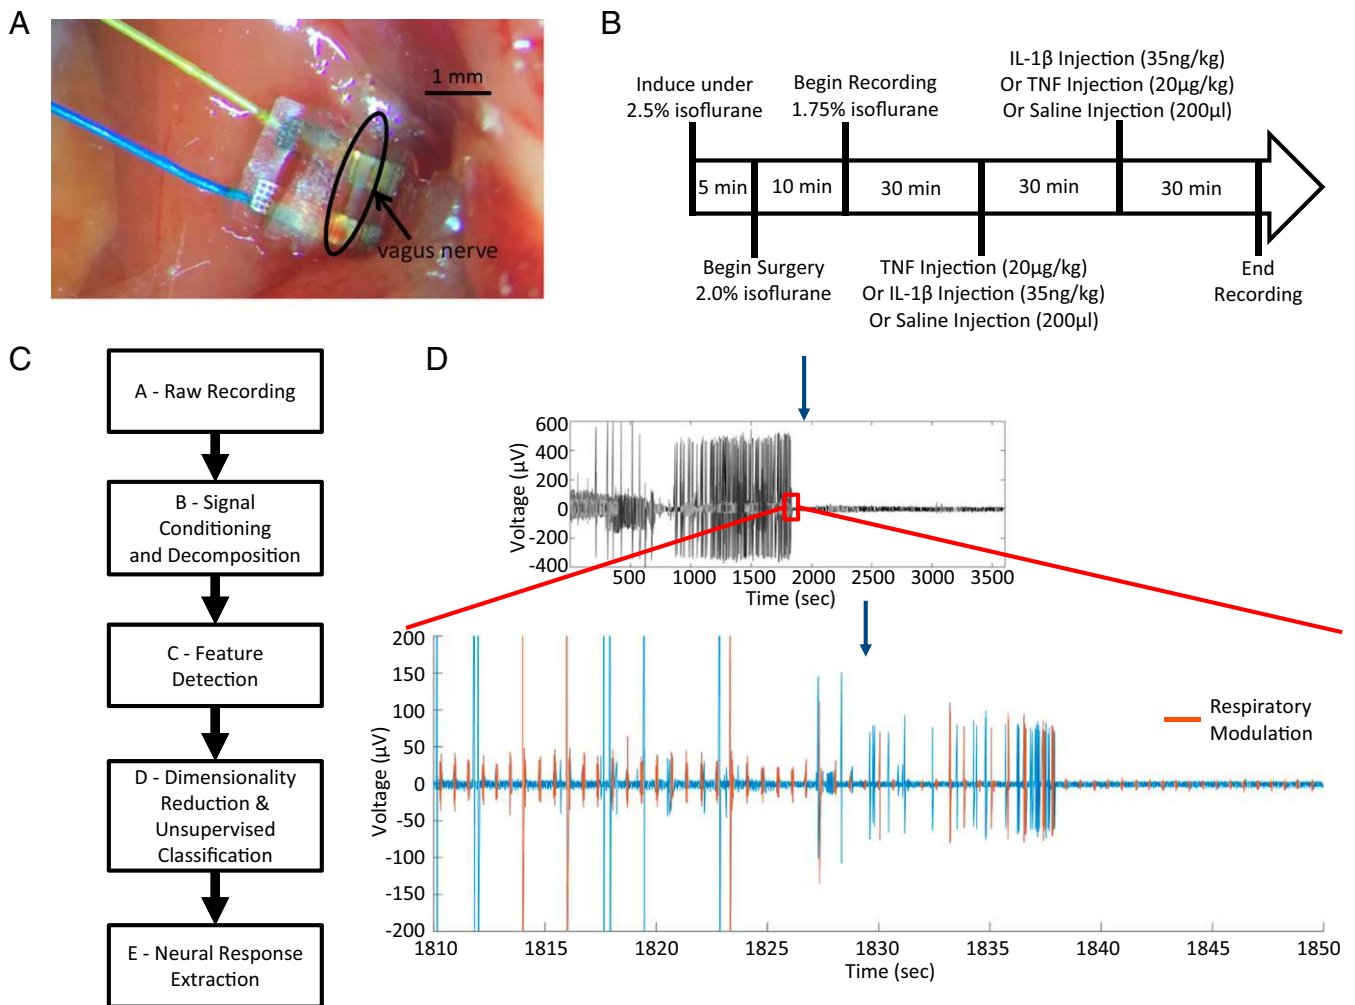 A
1 mm
vagus nerve
B
Induce under
2.5% isoflurane
Begin Recording
1.75% isoflurane
IL-1β Injection (35ng/kg)
Or TNF Injection (20µg/kg)
Or Saline Injection (200µl)
5 min
10 min
30 min
30 min
30 min
Begin Surgery
2.0% isoflurane
TNF Injection (20µg/kg)
Or IL-1β Injection (35ng/kg)
Or Saline Injection (200µl)
End
Recording
C
A - Raw Recording
B - Signal
Conditioning
and Decomposition
C - Feature
Detection
D - Dimensionality
Reduction &
Unsupervised
Classification
E - Neural Response
Extraction
D
Voltage (µV)
600
400
200
0
-200
-400
500 1000 1500 2000 2500 3000 3500
Time (sec)
Voltage (µV)
200
150
100
50
0
-50
-100
-150
-200
1810 1815 1820 1825 1830 1835 1840 1845 1850
Time (sec)
Respiratory
Modulation